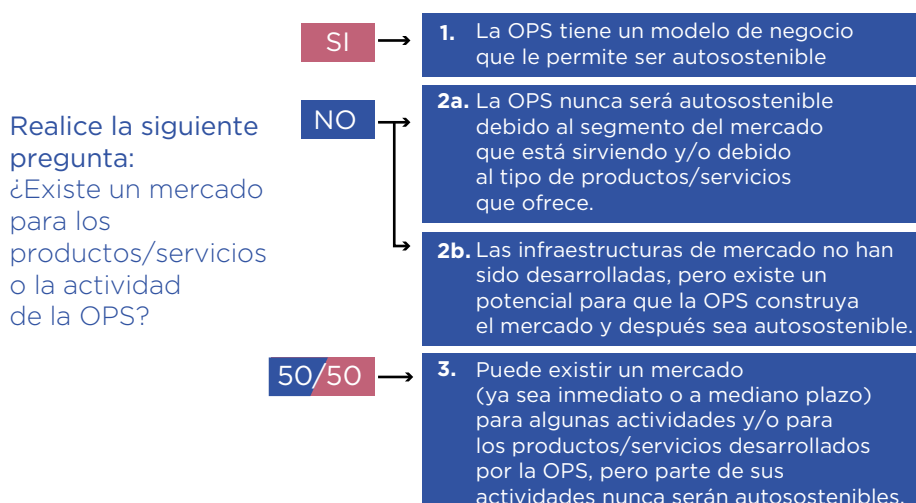 Realice la siguiente
pregunta:
¿Existe un mercado
para los
productos/servicios
o la actividad
de la OPS?
SI
1. La OPS tiene un modelo de negocio
que le permite ser autosostenible
NO
2a. La OPS nunca será autosostenible
debido al segmento del mercado
que está sirviendo y/o debido
al tipo de productos/servicios
que ofrece.
2b. Las infraestructuras de mercado no han
sido desarrolladas, pero existe un
potencial para que la OPS construya
el mercado y después sea autosostenible.
50/50
3. Puede existir un mercado
(ya sea inmediato o a mediano plazo)
para algunas actividades y/o para
los productos/servicios desarrollados
por la OPS, pero parte de sus
actividades nunca serán autosostenibles.